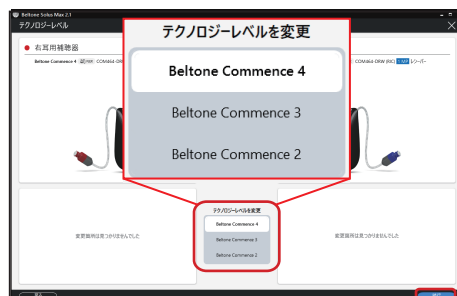 Beltone Solus Max 2.1
テクノロジーレベル
テクノロジーレベルを変更
右耳用補聴器
Beltone Commence 4
COM464-DRW (RIC)
レシーバー
Beltone Commence 4
Beltone Commence 3
Beltone Commence 2
テクノロジーレベルを変更
Beltone Commence 4
変更箇所は見つかりませんでした
Beltone Commence 3
変更箇所は見つかりませんでした
Beltone Commence 2